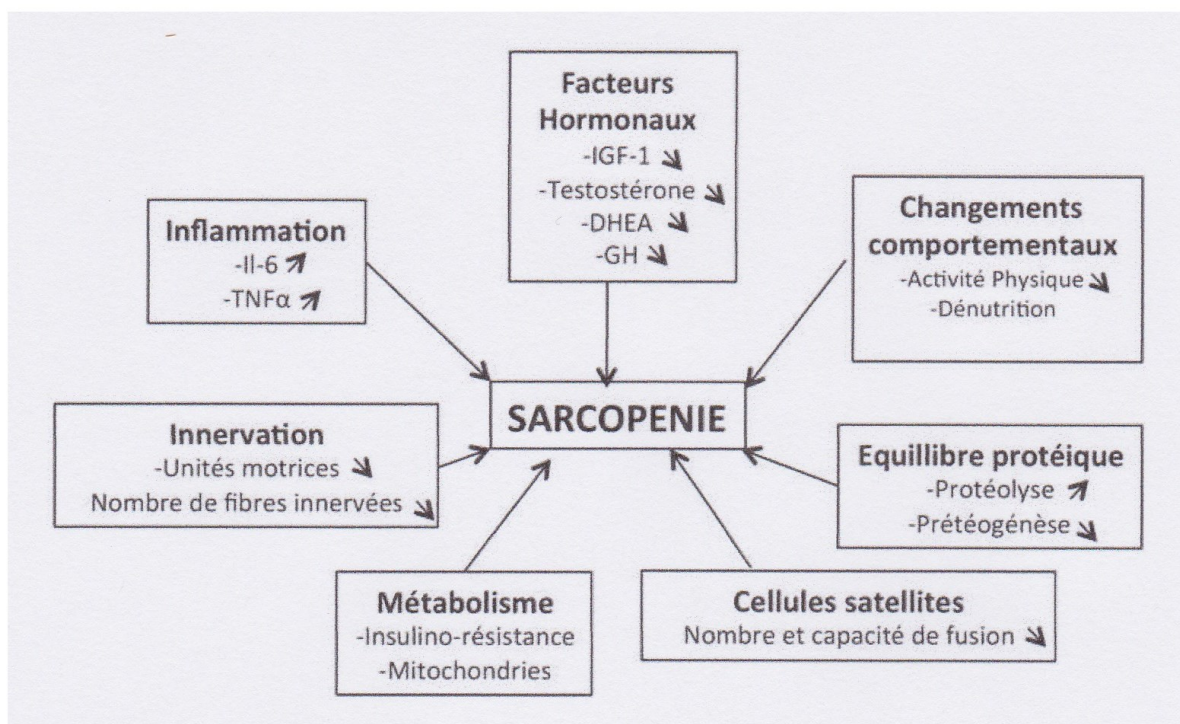 Facteurs
Hormonaux
-IGF-1 ↘
-Testostérone ↘
-DHEA ↘
-GH ↘
Inflammation
-Il-6 ↗
-TNFα ↗
Changements
comportementaux
-Activité Physique ↘
-Dénutrition
SARCOPENIE
Innervation
-Unités motrices ↘
Nombre de fibres innervées ↘
Equillibre protéique
-Protéolyse ↗
-Prétéogénèse ↘
Métabolisme
-Insulino-résistance
-Mitochondries
Cellules satellites
Nombre et capacité de fusion ↘